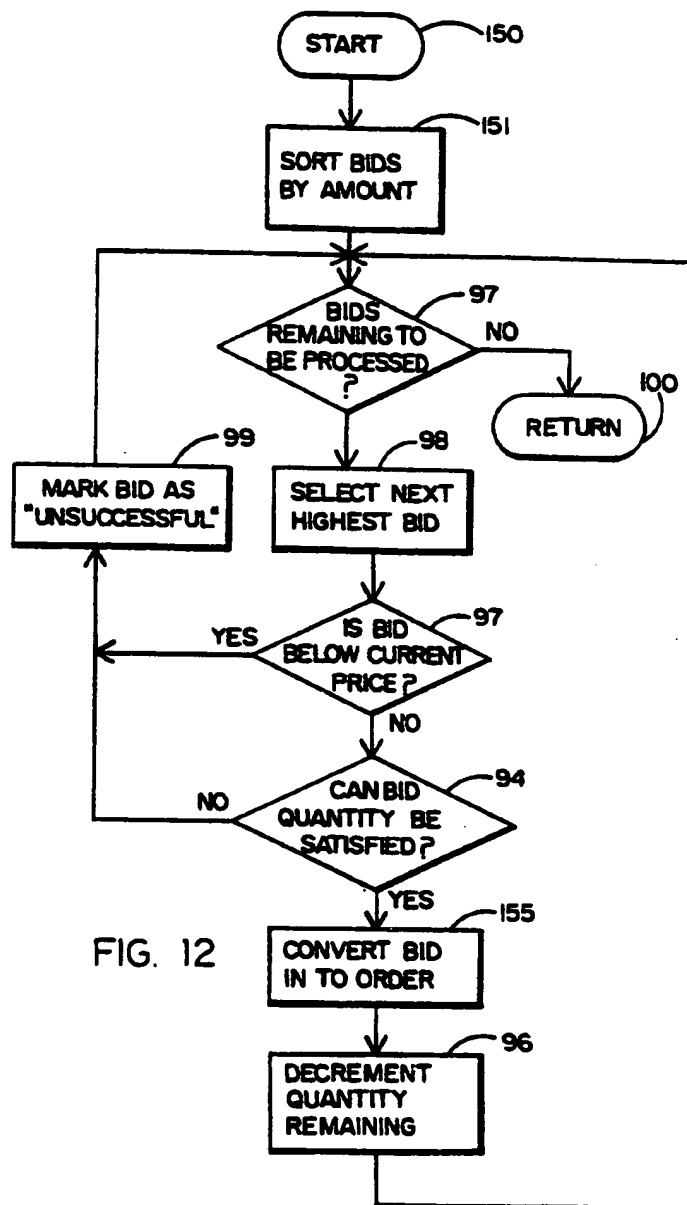 START
150
151
SORT BIDS
BY AMOUNT
97
BIDS
REMAINING TO
BE PROCESSED
?
NO
100
RETURN
99
MARK BID AS
"UNSUCCESSFUL"
98
SELECT NEXT
HIGHEST BID
97
YES
IS BID
BELOW CURRENT
PRICE?
NO
94
NO
CAN BID
QUANTITY BE
SATISFIED?
YES
155
FIG. 12
CONVERT BID
IN TO ORDER
96
DECREMENT
QUANTITY
REMAINING